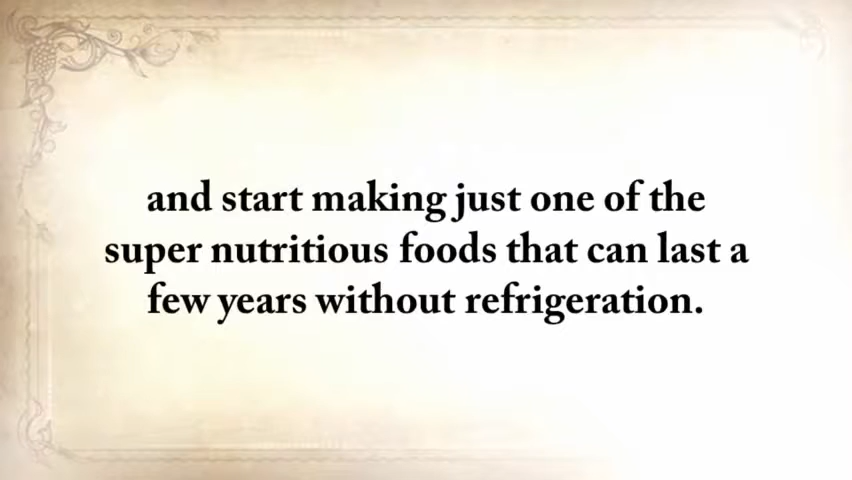 and start making just one of the
super nutritious foods that can last a
few years without refrigeration.